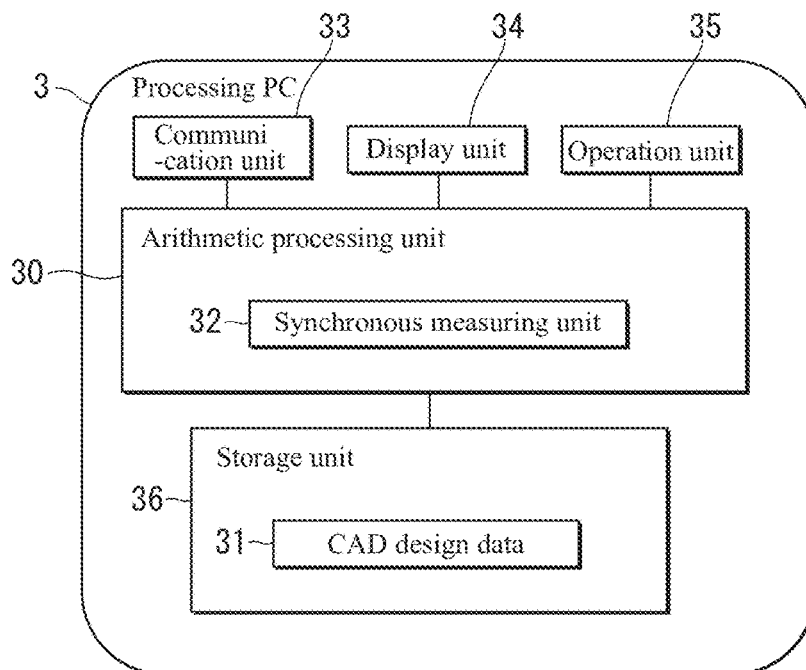 33
34
35
3
Processing PC
Communi
-cation unit
Display unit
Operation unit
Arithmetic processing unit
30
32
Synchronous measuring unit
Storage unit
36
31
CAD design data